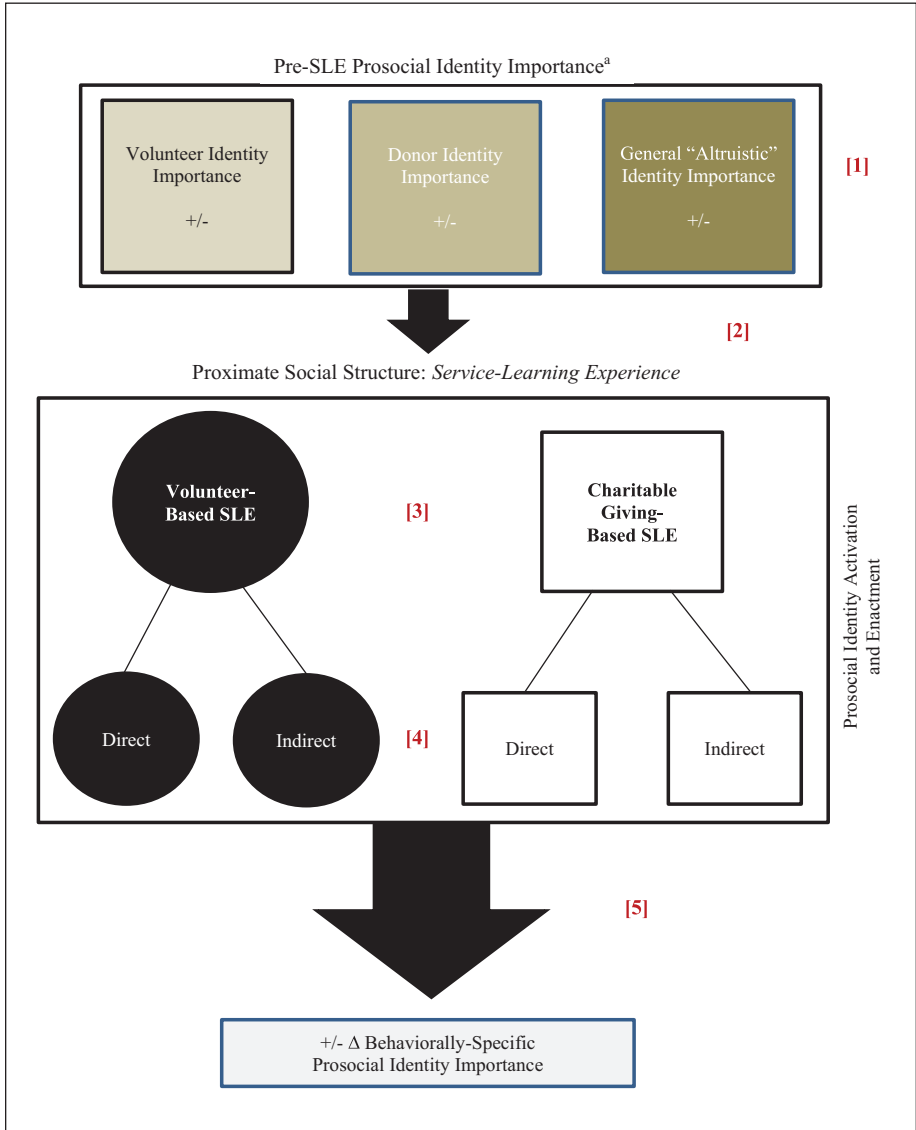 Pre-SLE Prosocial Identity Importanceᵃ
Volunteer Identity
Importance
+/-
Donor Identity
Importance
+/-
General “Altruistic”
Identity Importance
+/-
[1]
[2]
Proximate Social Structure: Service-Learning Experience
Volunteer-
Based SLE
[3]
Charitable
Giving-
Based SLE
Direct
Indirect
[4]
Direct
Indirect
Prosocial Identity Activation
and Enactment
[5]
+/- Δ Behaviorally-Specific
Prosocial Identity Importance